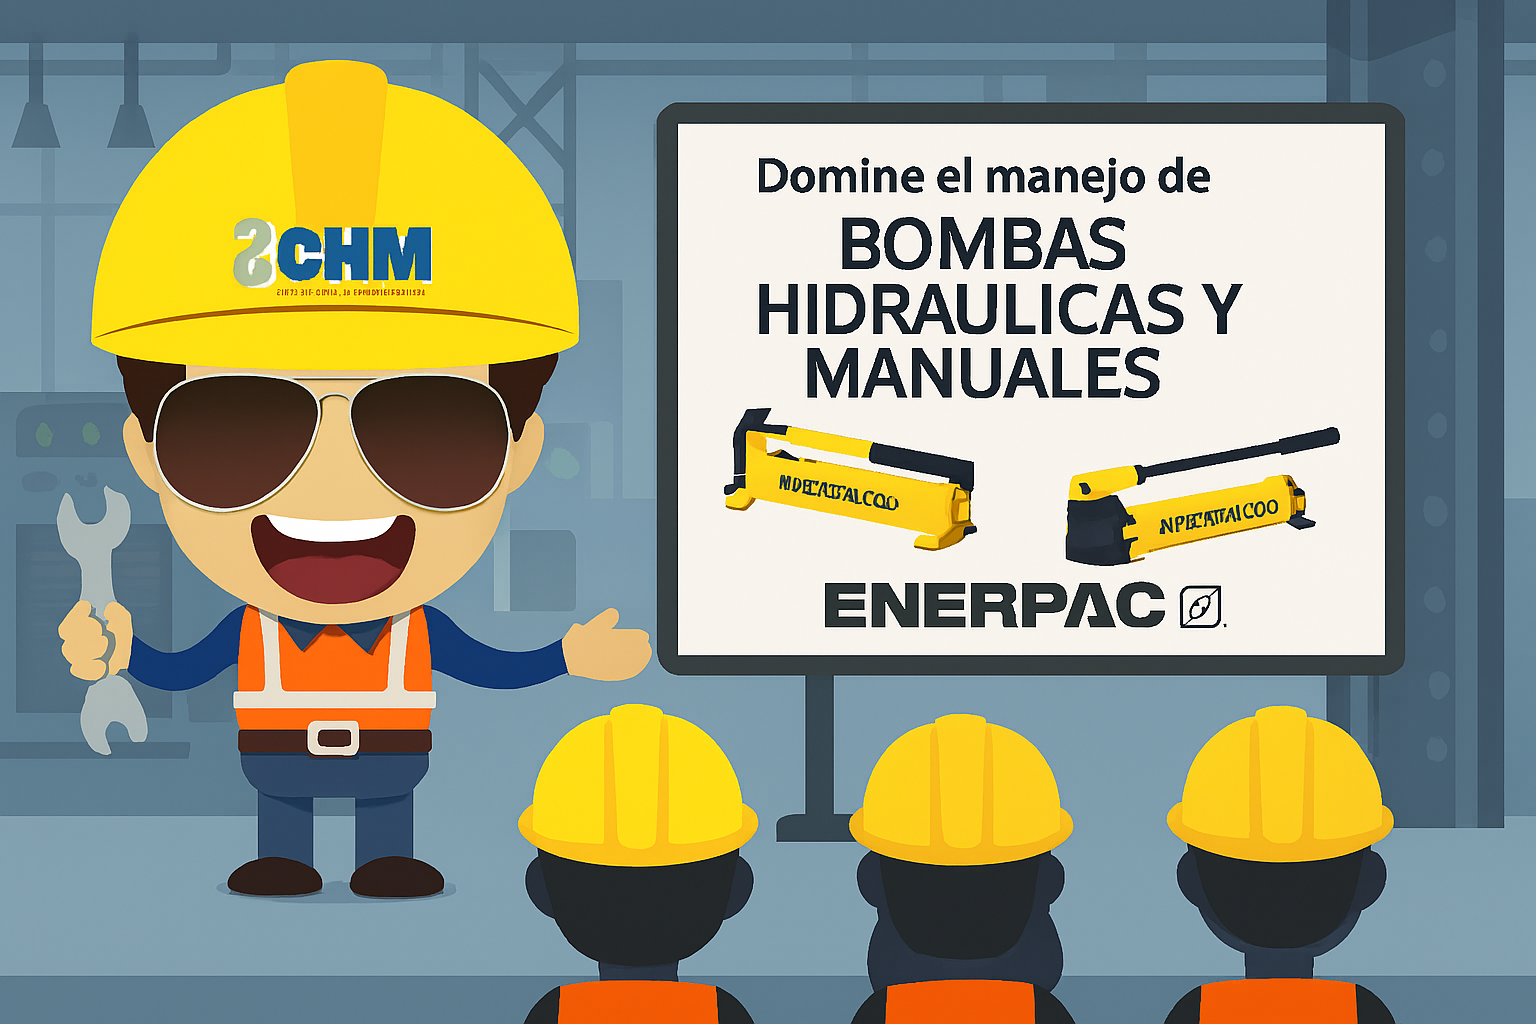 CHM
Domine el manejo de
BOMBAS
HIDRAULICAS Y
MANUALES
ENERPAC